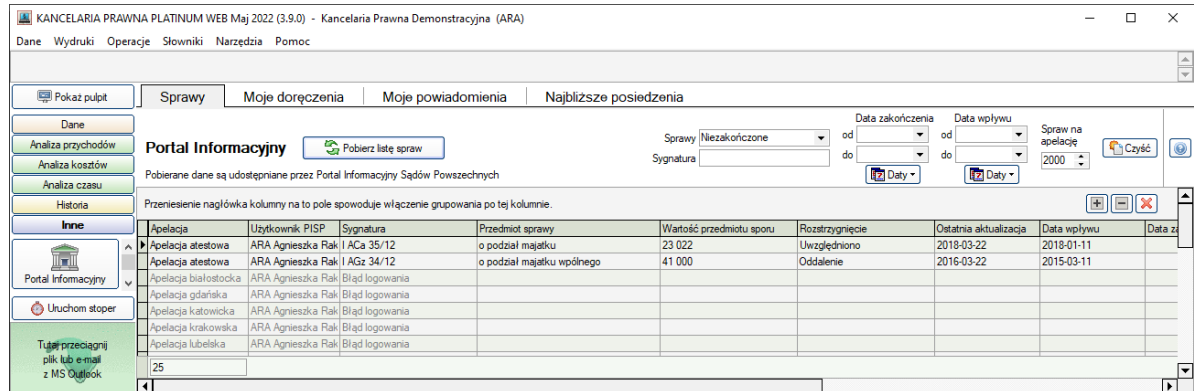 KANCELARIA PRAWNA PLATINUM WEB Maj 2022 (3.9.0) - Kancelaria Prawna Demonstracyjna (ARA)
Dane Wydruki Operacje Słowniki Narzędzia Pomoc
Pokaż pulpit
Sprawy Moje doręczenia Moje powiadomienia Najbliższe posiedzenia
Dane
Analiza przychodów
Analiza kosztów
Analiza czasu
Historia
Inne
Portal Informacyjny
Uruchom stoper
Tutaj przeciągnij
plik lub e-mail
z MS Outlook
Portal Informacyjny Pobierz listę spraw
Pobierane dane są udostępniane przez Portal Informacyjny Sądów Powszechnych
Sprawy Niezakończone
Sygnatura
Data zakończenia
od
do
Daty
Data wpływu
od
do
Daty
Spraw na
apelację
2000
Czyść
Przeniesienie nagłówka kolumny na to pole spowoduje włączenie grupowania po tej kolumnie.
Apelacja Użytkownik PISP Sygnatura Przedmiot sprawy Wartość przedmiotu sporu Rozstrzygnięcie Ostatnia aktualizacja Data wpływu Data za
Apelacja atestowa ARA Agnieszka Rak I ACa 35/12 o podział majatku 23 022 Uwzględniono 2018-03-22 2018-01-11
Apelacja atestowa ARA Agnieszka Rak I AGz 34/12 o podział majatku wpólnego 41 000 Oddalenie 2016-03-22 2015-03-11
Apelacja białostocka ARA Agnieszka Rak Błąd logowania
Apelacja gdańska ARA Agnieszka Rak Błąd logowania
Apelacja katowicka ARA Agnieszka Rak Błąd logowania
Apelacja krakowska ARA Agnieszka Rak Błąd logowania
Apelacja lubelska ARA Agnieszka Rak Błąd logowania
25